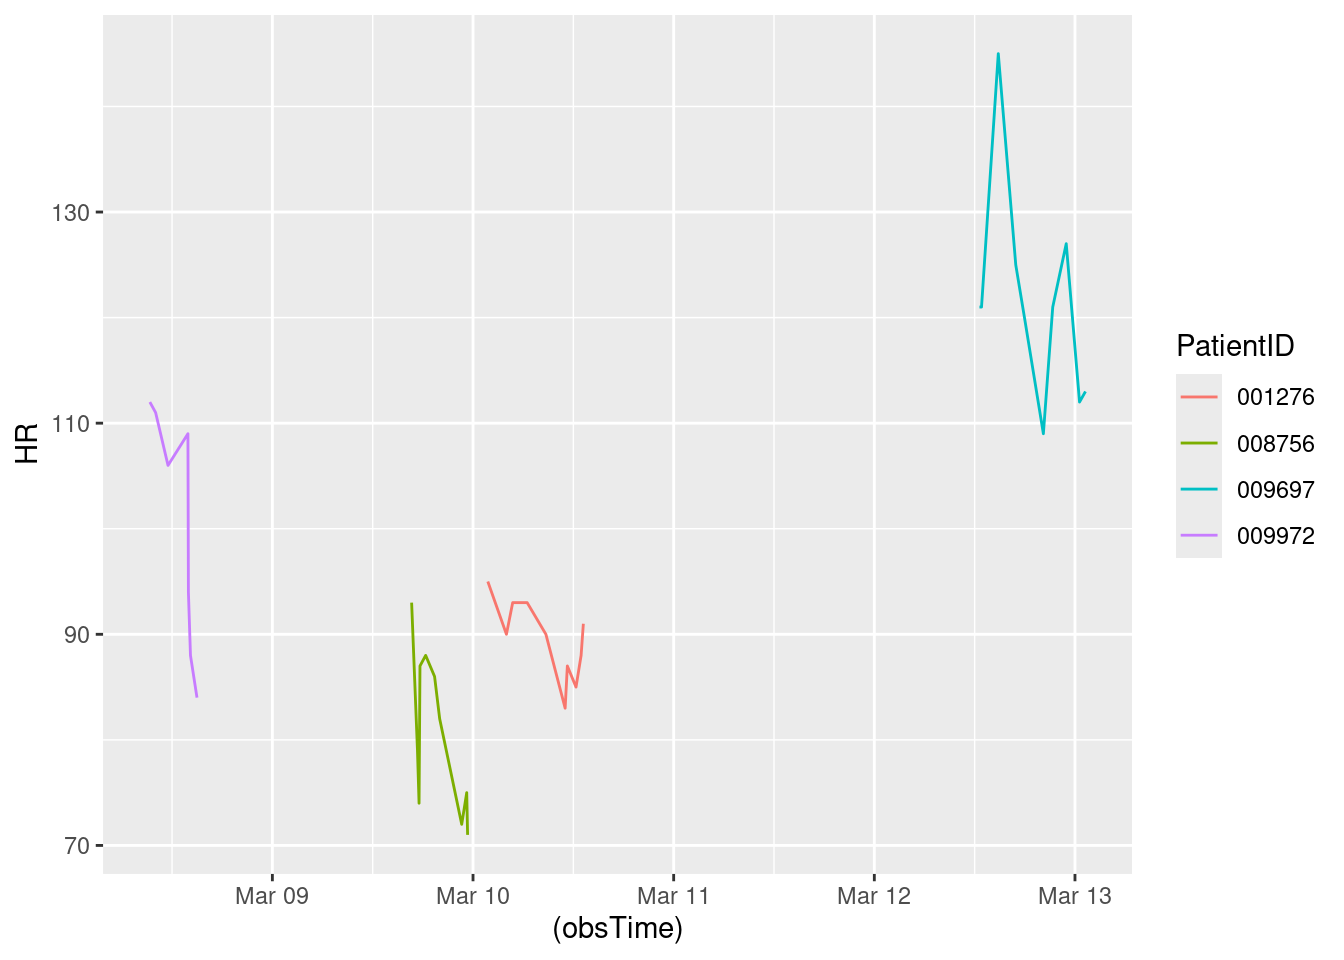 130
110
90
70
HR
Mar 09
Mar 10
Mar 11
Mar 12
Mar 13
(obsTime)
PatientID
001276
008756
009697
009972